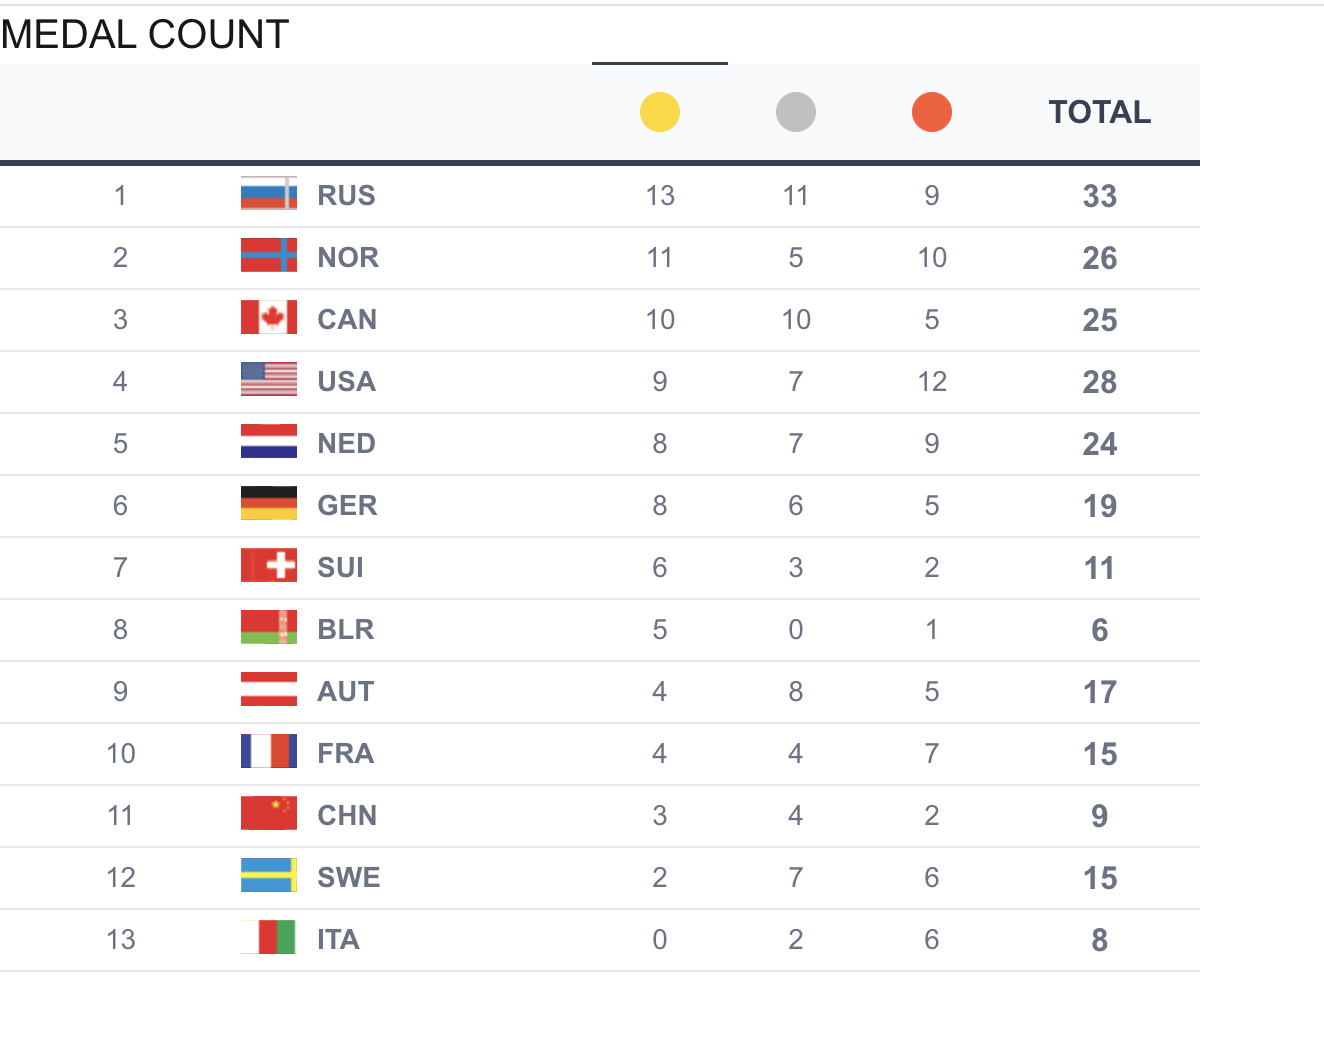 MEDAL COUNT
TOTAL
1 RUS 13 11 9 33
2 NOR 11 5 10 26
3 CAN 10 10 5 25
4 USA 9 7 12 28
5 NED 8 7 9 24
6 GER 8 6 5 19
7 SUI 6 3 2 11
8 BLR 5 0 1 6
9 AUT 4 8 5 17
10 FRA 4 4 7 15
11 CHN 3 4 2 9
12 SWE 2 7 6 15
13 ITA 0 2 6 8